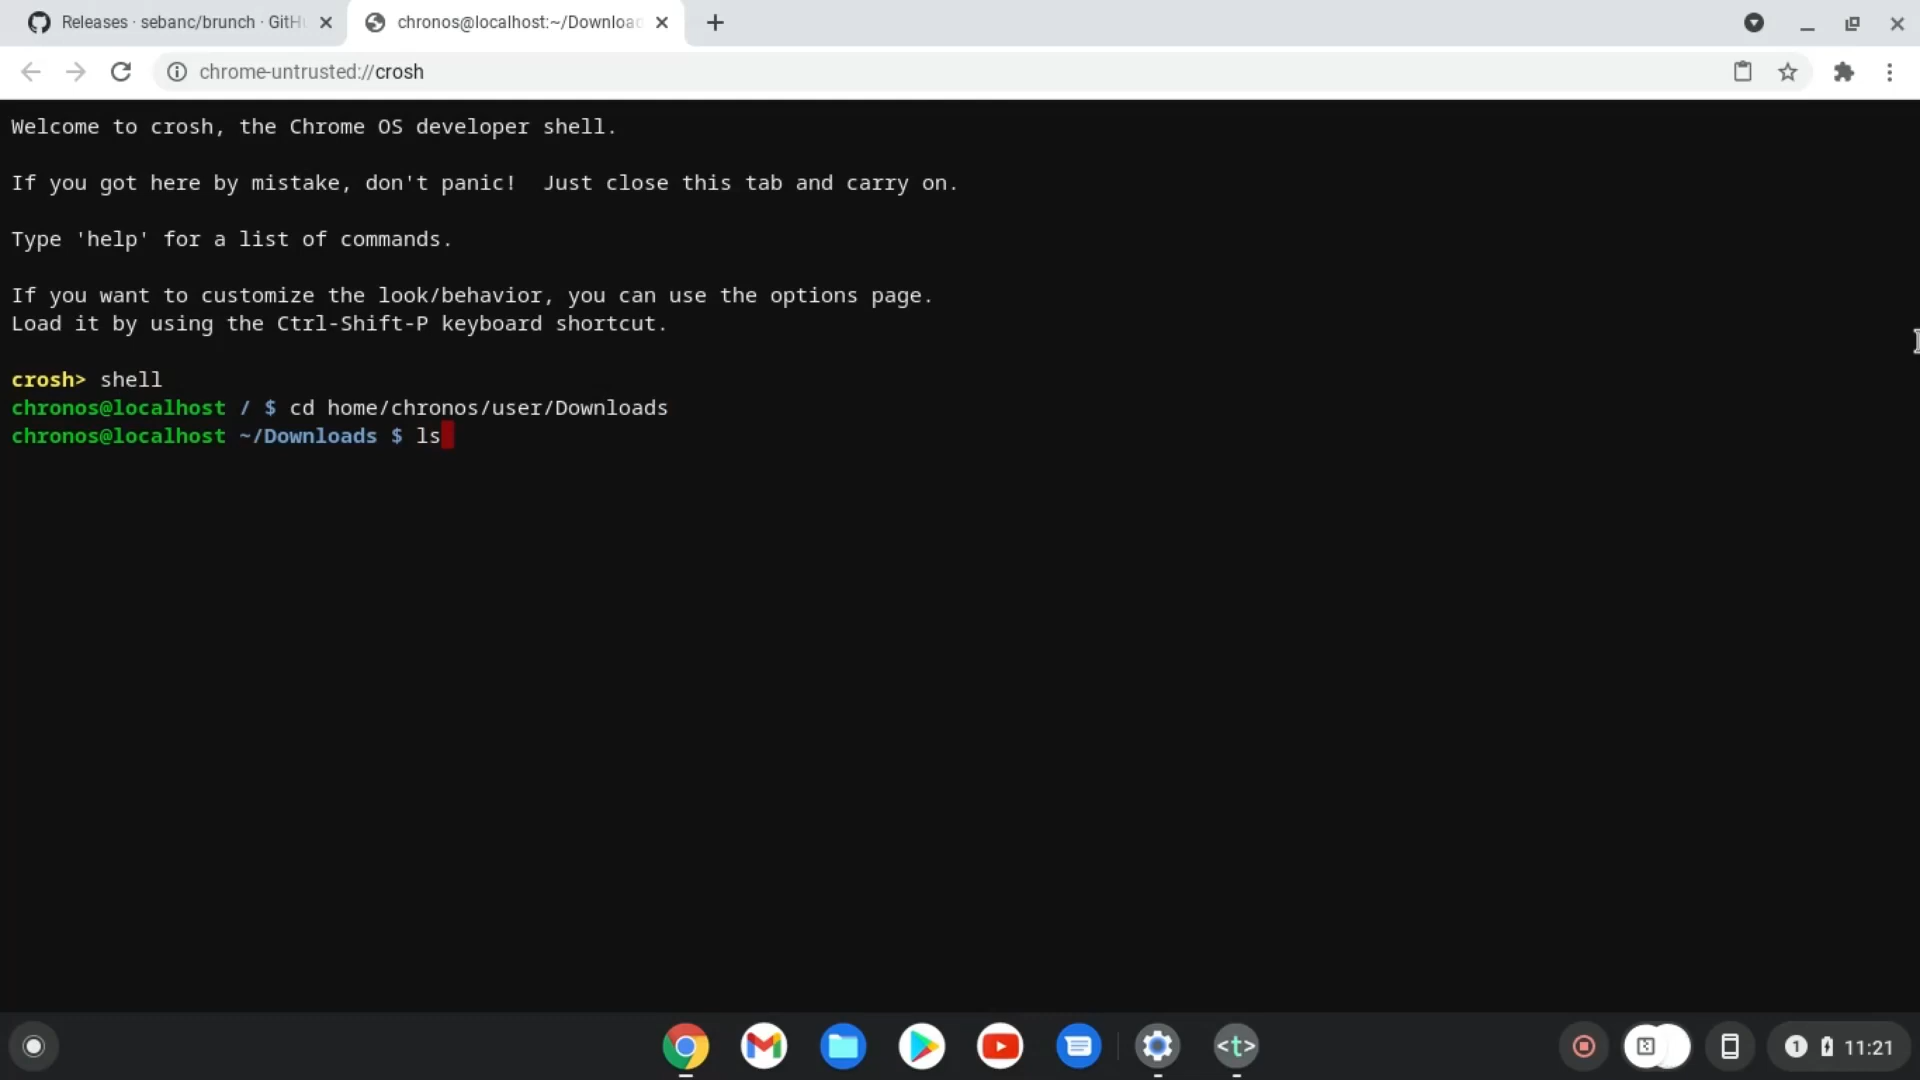 Releases · sebanc/brunch · GitH
chronos@localhost:~/Downloa
chrome-untrusted://crosh
Welcome to crosh, the Chrome OS developer shell.
If you got here by mistake, don't panic!  Just close this tab and carry on.
Type 'help' for a list of commands.
If you want to customize the look/behavior, you can use the options page.
Load it by using the Ctrl-Shift-P keyboard shortcut.
crosh> shell
chronos@localhost / $ cd home/chronos/user/Downloads
chronos@localhost ~/Downloads $ ls
<t>
1 11:21